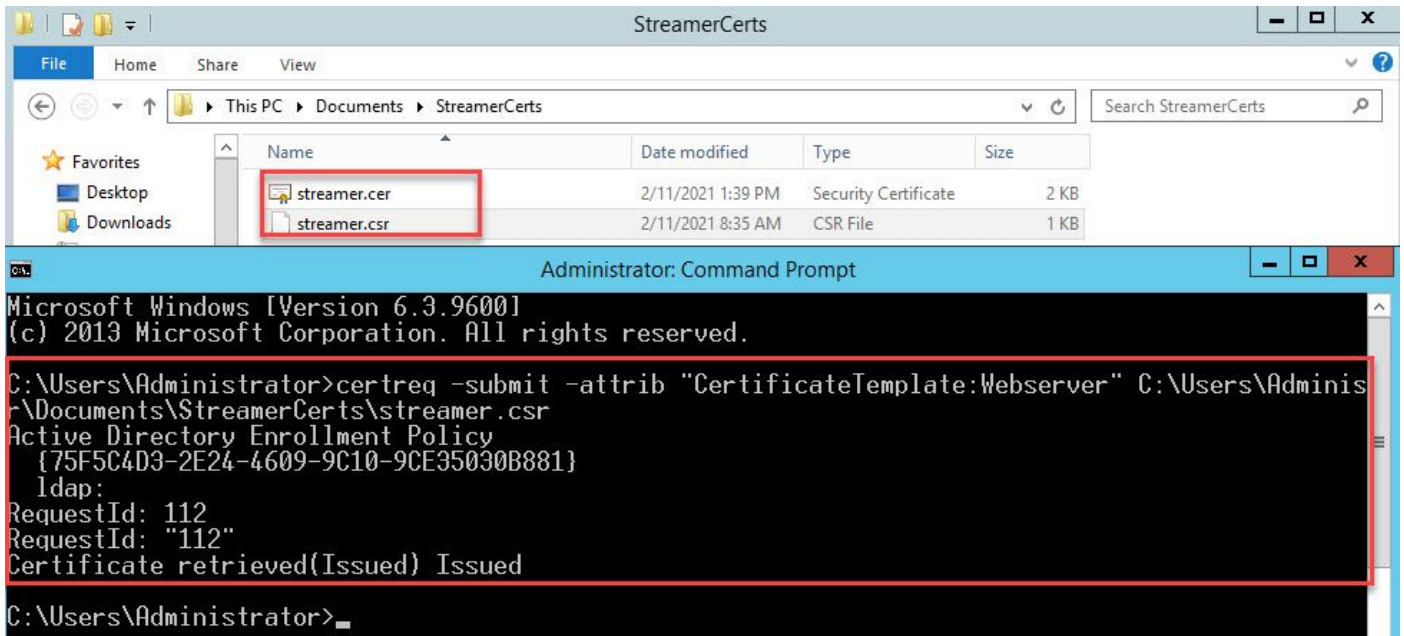 StreamerCerts
File Home Share View
This PC Documents StreamerCerts Search StreamerCerts
Favorites Name Date modified Type Size
Desktop streamer.cer 2/11/2021 1:39 PM Security Certificate 2 KB
Downloads streamer.csr 2/11/2021 8:35 AM CSR File 1 KB
Administrator: Command Prompt
Microsoft Windows [Version 6.3.9600]
(c) 2013 Microsoft Corporation. All rights reserved.
C:\Users\Administrator>certreq -submit -attrib "CertificateTemplate:Webserver" C:\Users\Adminis
r\Documents\StreamerCerts\streamer.csr
Active Directory Enrollment Policy
{75F5C4D3-2E24-4609-9C10-9CE35030B881}
ldap:
RequestId: 112
RequestId: "112"
Certificate retrieved(Issued) Issued
C:\Users\Administrator>